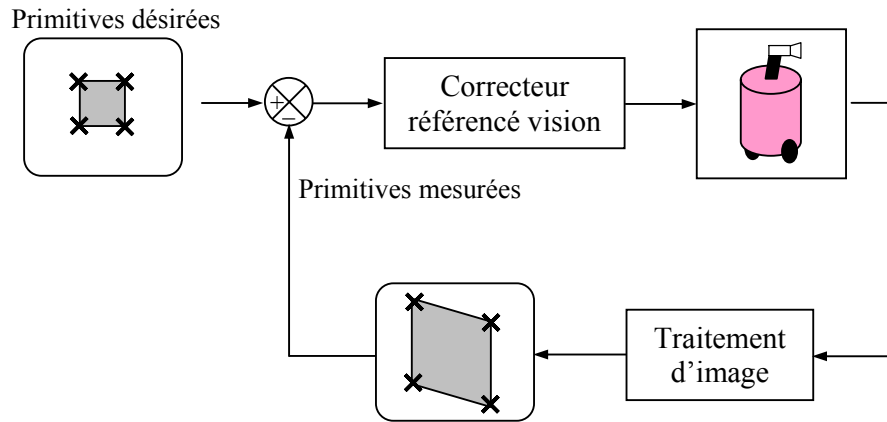 Primitives désirées
+
−
Correcteur
référencé vision
Primitives mesurées
Traitement
d’image